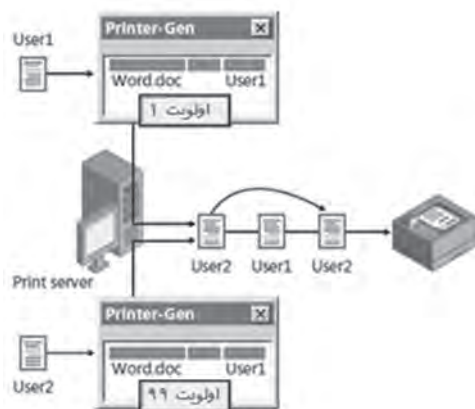 User1
Printer-Gen
Word.doc User1
اولویت ۱
User2 User1 User2
Print server
Printer-Gen
Word.doc User1
User2
اولویت ۹۹